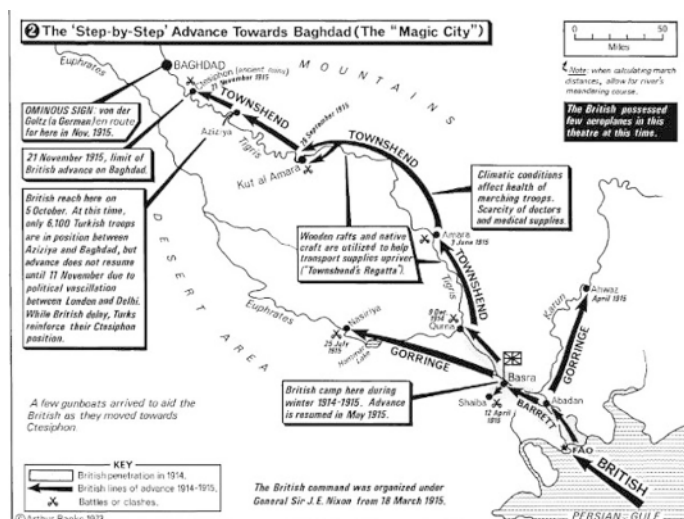 2 The 'Step-by-Step' Advance Towards Baghdad (The "Magic City")
0 50
Miles
Note: when calculating march
distances, allow for river's
meandering course.
The British possessed
few aeroplanes in this
theatre at this time.
Euphrates
BAGHDAD
MOUNTAINS
Ctesiphon (ancient ruins)
21 November 1915
TOWNSHEND
OMINOUS SIGN: von der
Goltz (a German) en route
for here in Nov. 1915.
Aziziya
Tigris
28 September 1915
TOWNSHEND
21 November 1915, limit of
British advance on Baghdad.
Kut al Amara
Climatic conditions
affect health of
marching troops.
Scarcity of doctors
and medical supplies.
British reach here on
5 October. At this time,
only 6,100 Turkish troops
are in position between
Aziziya and Baghdad, but
advance does not resume
until 11 November due to
political vascillation
between London and Delhi.
While British delay, Turks
reinforce their Ctesiphon
position.
DESERT AREA
Wooden rafts and native
craft are utilized to help
transport supplies upriver
("Townshend's Regatta").
Amara
3 June 1915
TOWNSHEND
Tigris
Karun
Ahwaz
April 1915
Euphrates
Nasiriya
25 July
1915
Hammar
Lake
9 Dec.
1914
Qurna
GORRINGE
GORRINGE
British camp here during
winter 1914-1915. Advance
is resumed in May 1915.
Basra
Shaiba
12 April
1915
BARRETT
Abadan
FAO
BRITISH
PERSIAN GULF
A few gunboats arrived to aid the
British as they moved towards
Ctesiphon.
KEY
British penetration in 1914.
British lines of advance 1914-1915.
Battles or clashes.
The British command was organized under
General Sir J.E. Nixon from 18 March 1915.
© Arthur Banks 1973